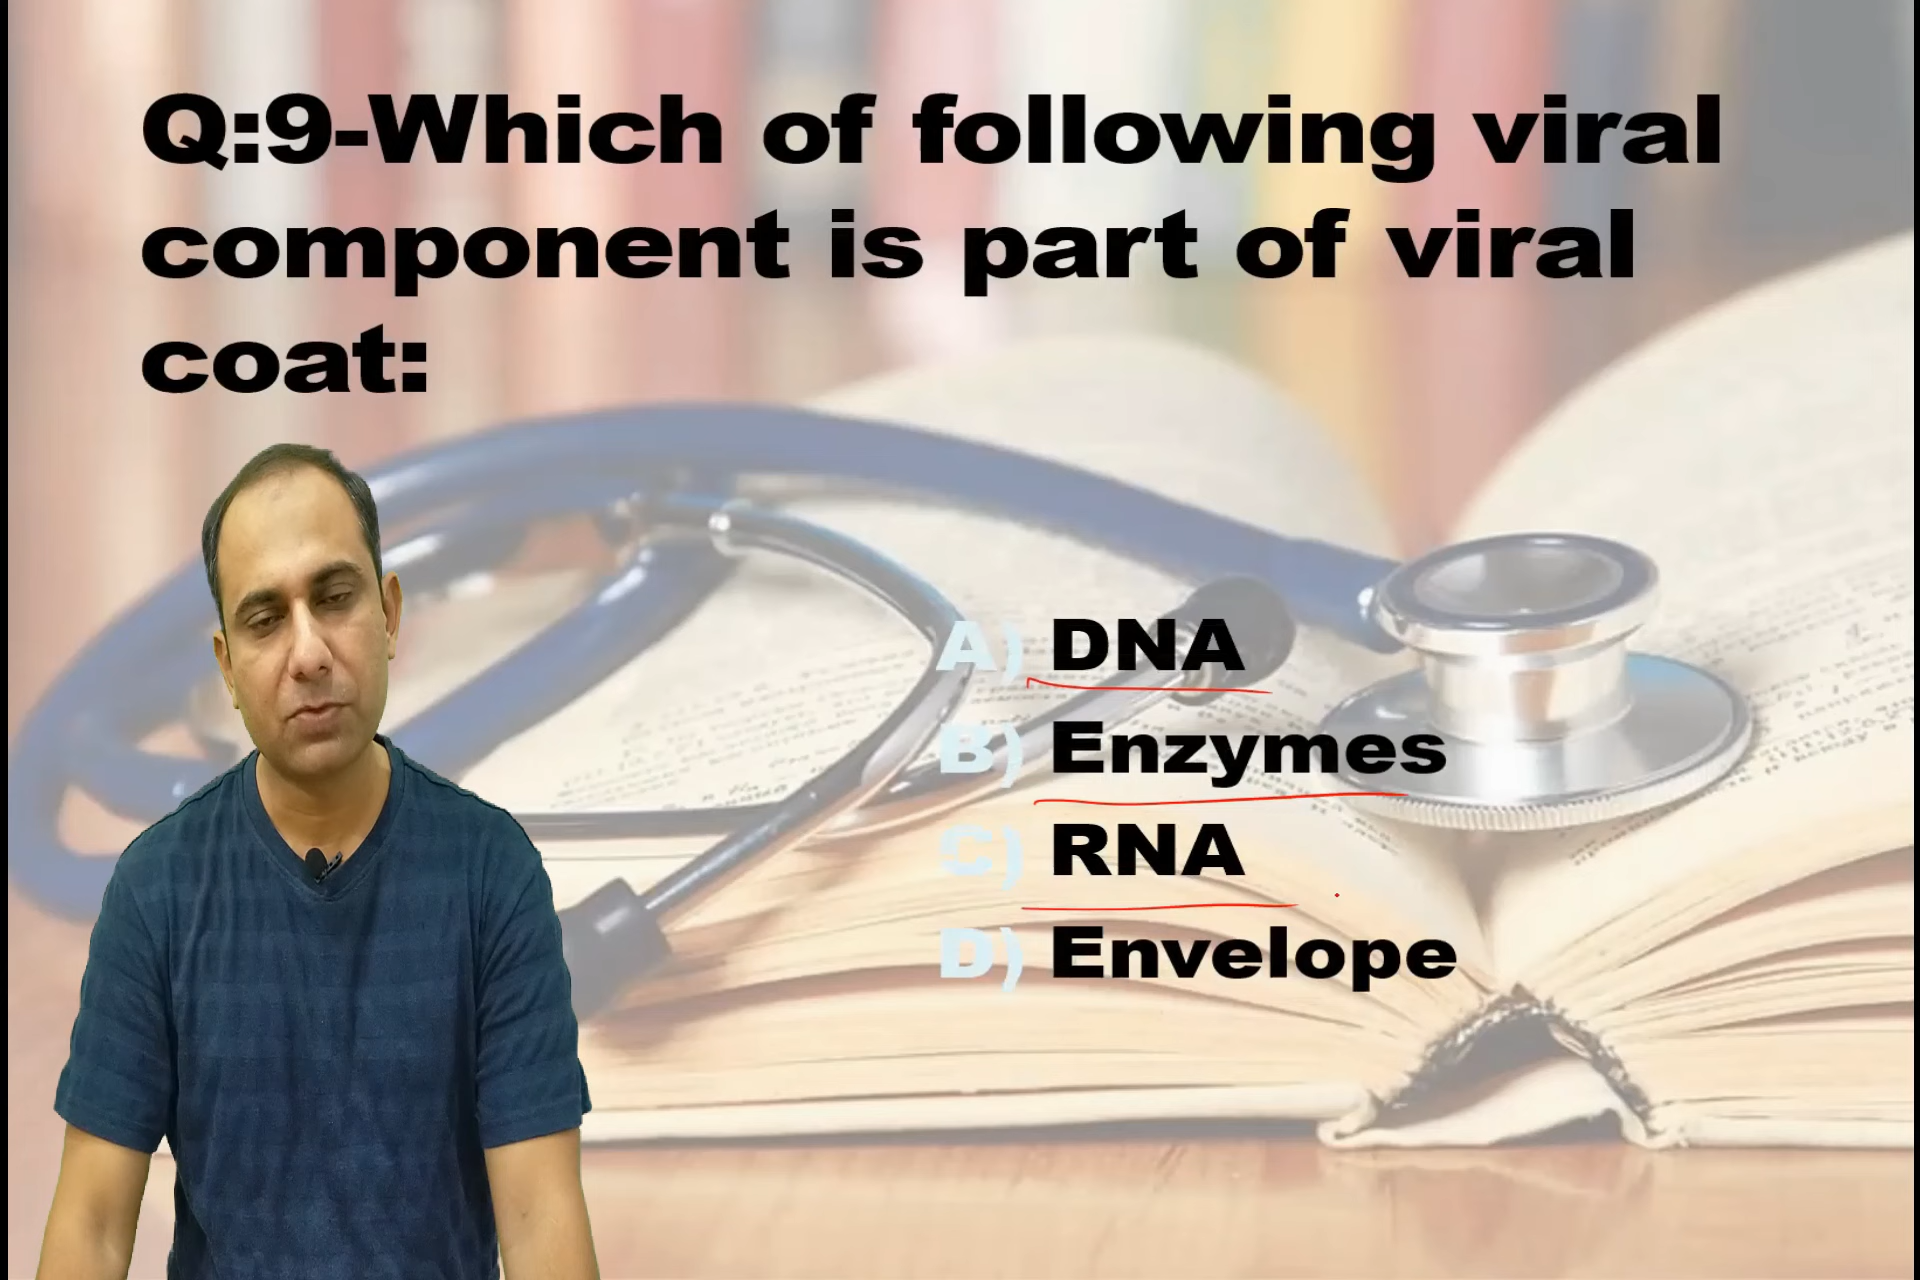 Q:9-Which of following viral
component is part of viral
coat:
A) DNA
B) Enzymes
C) RNA
D) Envelope